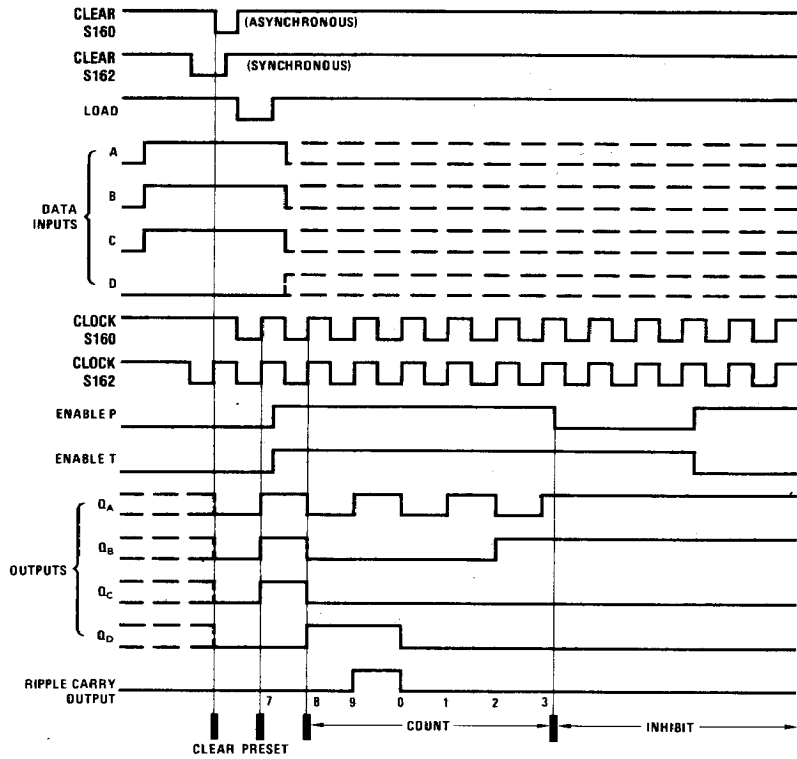 CLEAR
S160
(ASYNCHRONOUS)
CLEAR
S162
(SYNCHRONOUS)
LOAD
DATA
INPUTS
A
B
C
D
CLOCK
S160
CLOCK
S162
ENABLE P
ENABLE T
OUTPUTS
QA
QB
QC
QD
RIPPLE CARRY
OUTPUT
7 8 9 0 1 2 3
COUNT
INHIBIT
CLEAR PRESET